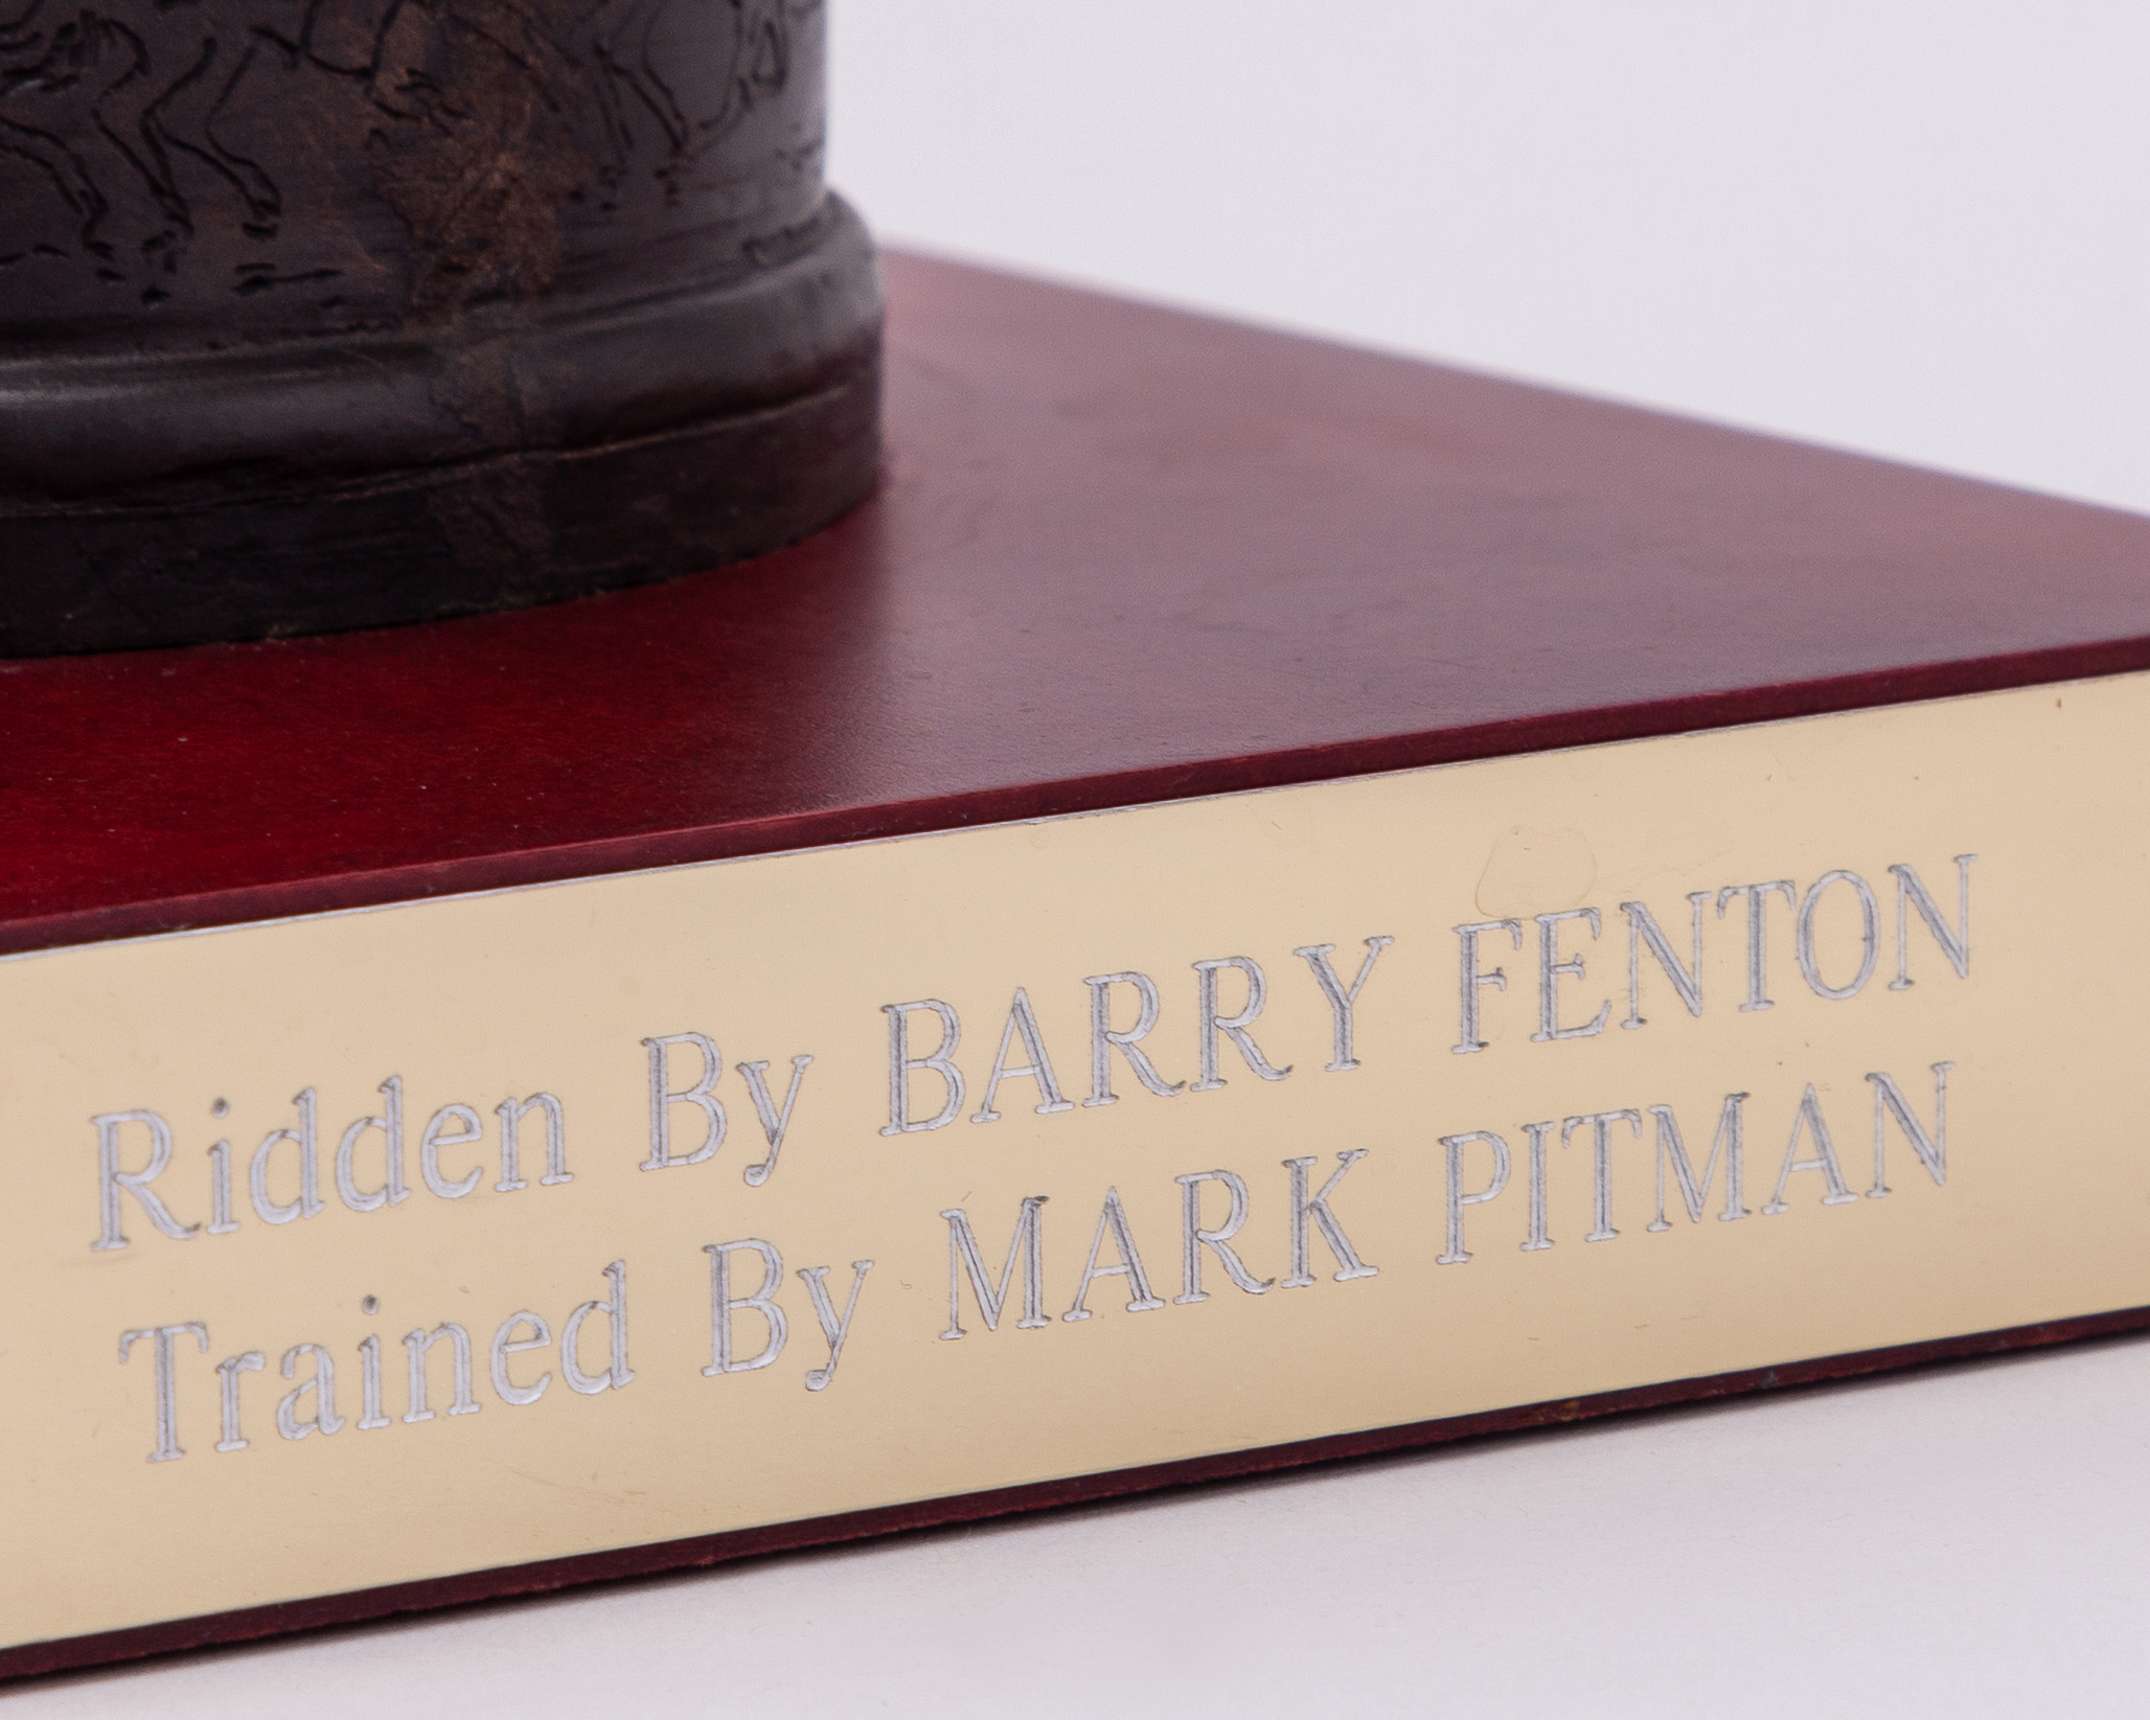 Ridden By BARRY FENTON
Trained By MARK PITMAN